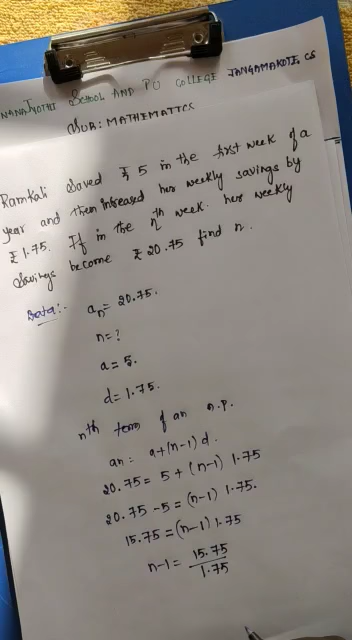 School AND PU COLLEGE JANGAMAKOTE, CS
SUB: MATHEMATICS
Ramkali Saved ₹ 5 in the first week of a
year and then Increased her weekly savings by
₹ 1.75. If in the nth week. her weekly
Savings become ₹ 20.75 find n.
Data:- an = 20.75.
n = ?
a = 5.
d = 1.75.
nth term of an A.P.
an = a+(n-1) d.
20.75 = 5 + (n-1) 1.75
20.75 - 5 = (n-1) 1.75.
15.75 = (n-1) 1.75
n-1 = 15.75
1.75